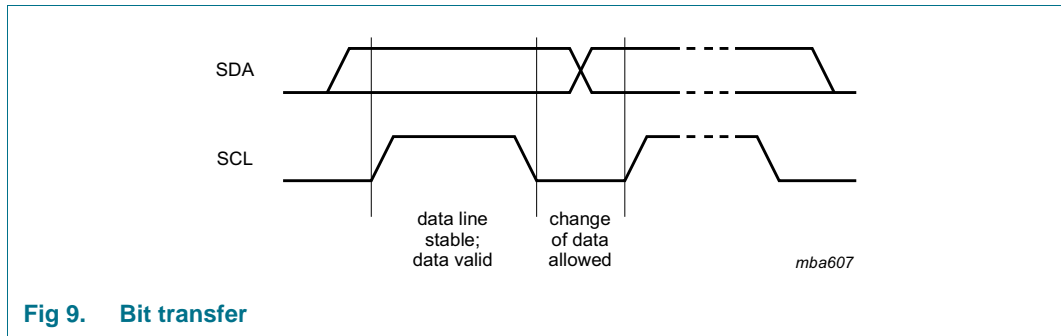 SDA
SCL
data line
stable;
data valid
change
of data
allowed
mba607
Fig 9. Bit transfer